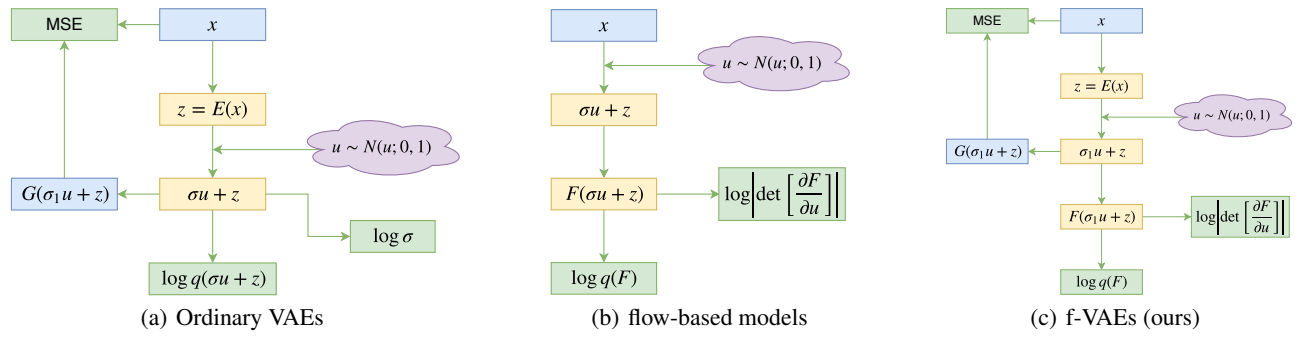 MSE
x
z = E(x)
u ∼ N(u; 0, 1)
G(σ₁u + z)
σu + z
log σ
log q(σu + z)
(a) Ordinary VAEs
x
u ∼ N(u; 0, 1)
σu + z
F(σu + z)
log|det [∂F/∂u]|
log q(F)
(b) flow-based models
MSE
x
z = E(x)
u ∼ N(u; 0, 1)
G(σ₁u + z)
σ₁u + z
F(σ₁u + z)
log|det [∂F/∂u]|
log q(F)
(c) f-VAEs (ours)